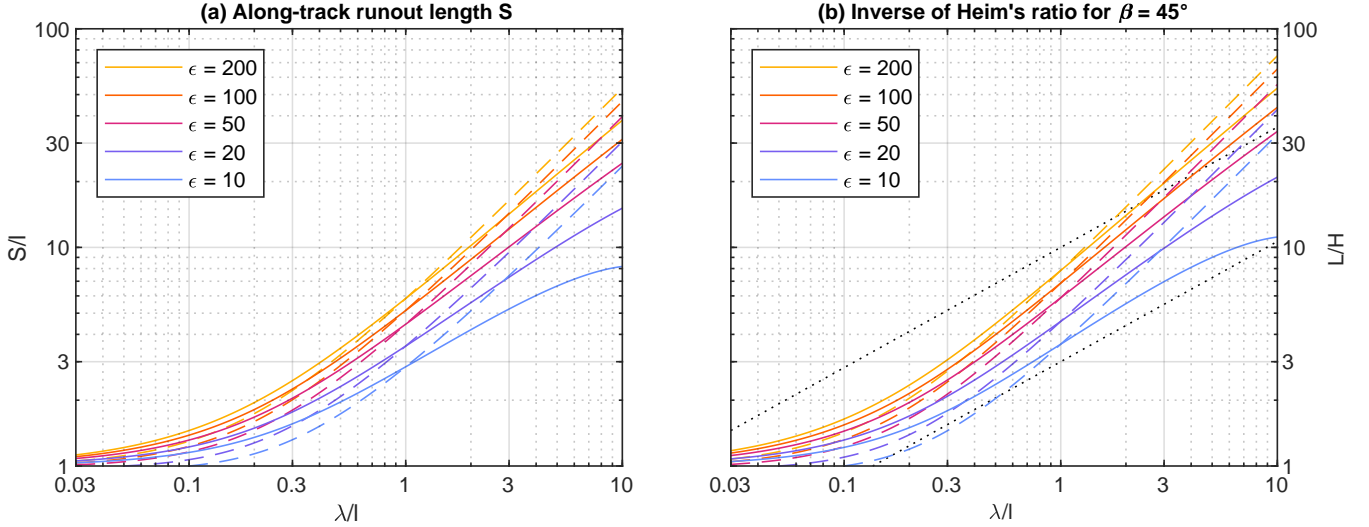 (a) Along-track runout length S
100
30
10
3
1
S/l
ϵ = 200
ϵ = 100
ϵ = 50
ϵ = 20
ϵ = 10
0.03 0.1 0.3 1 3 10
λ/l
(b) Inverse of Heim's ratio for β = 45°
ϵ = 200
ϵ = 100
ϵ = 50
ϵ = 20
ϵ = 10
100
30
10
3
1
L/H
0.03 0.1 0.3 1 3 10
λ/l